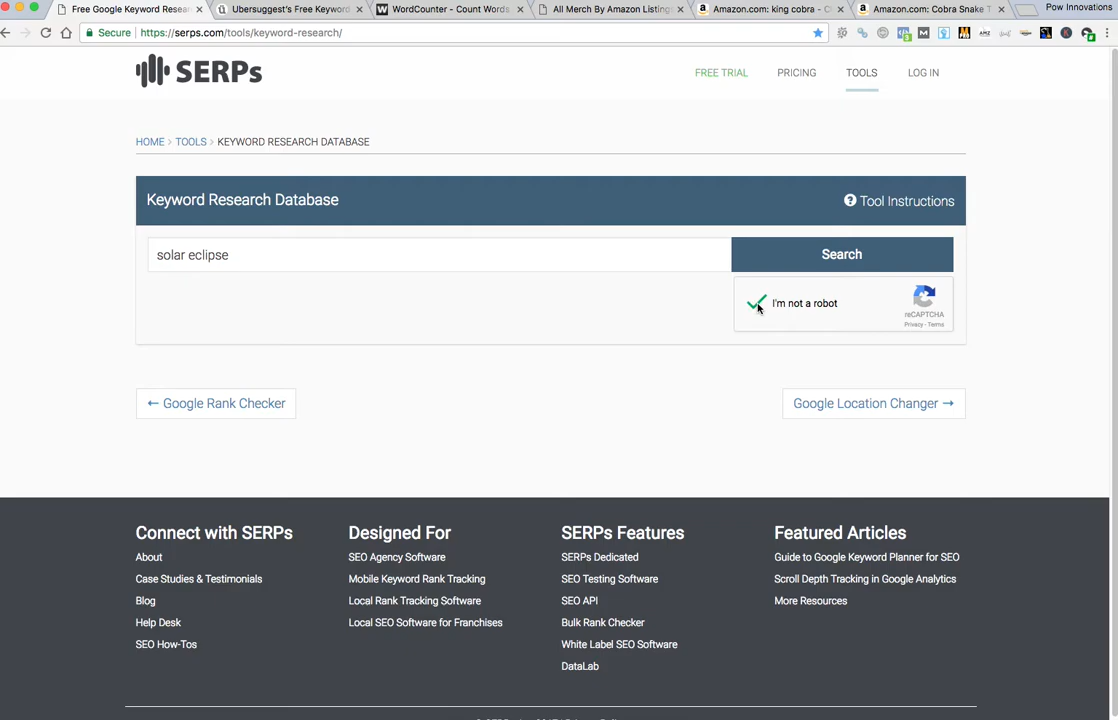 Free Google Keyword Resear
Ubersuggest's Free Keyword
WordCounter - Count Words
All Merch By Amazon Listing
Amazon.com: king cobra - C
Amazon.com: Cobra Snake T
Pow Innovations
Secure
https://serps.com/tools/keyword-research/
SERPs
FREE TRIAL
PRICING
TOOLS
LOG IN
HOME > TOOLS > KEYWORD RESEARCH DATABASE
Keyword Research Database
Tool Instructions
solar eclipse
Search
I'm not a robot
reCAPTCHA
Privacy - Terms
← Google Rank Checker
Google Location Changer →
Connect with SERPs
About
Case Studies & Testimonials
Blog
Help Desk
SEO How-Tos
Designed For
SEO Agency Software
Mobile Keyword Rank Tracking
Local Rank Tracking Software
Local SEO Software for Franchises
SERPs Features
SERPs Dedicated
SEO Testing Software
SEO API
Bulk Rank Checker
White Label SEO Software
DataLab
Featured Articles
Guide to Google Keyword Planner for SEO
Scroll Depth Tracking in Google Analytics
More Resources